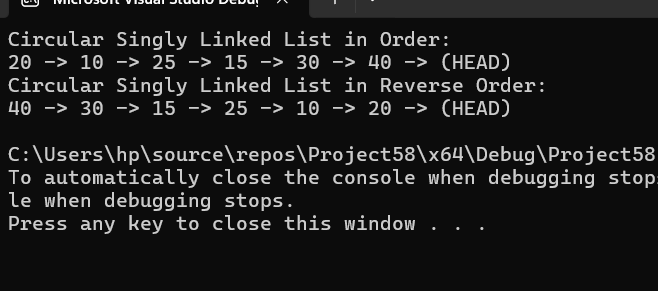 Microsoft Visual Studio Debug
Circular Singly Linked List in Order:
20 -> 10 -> 25 -> 15 -> 30 -> 40 -> (HEAD)
Circular Singly Linked List in Reverse Order:
40 -> 30 -> 15 -> 25 -> 10 -> 20 -> (HEAD)
C:\Users\hp\source\repos\Project58\x64\Debug\Project58
To automatically close the console when debugging stops
le when debugging stops.
Press any key to close this window . . .